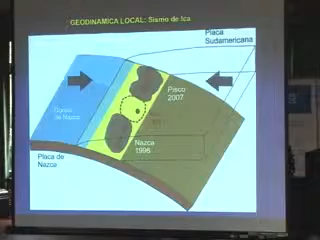 GEODINAMICA LOCAL: Sismo de Ica
Placa
Sudamericana
Pisco
2007
Dorsal
de Nazca
Nazca
1996
Placa de
Nazca